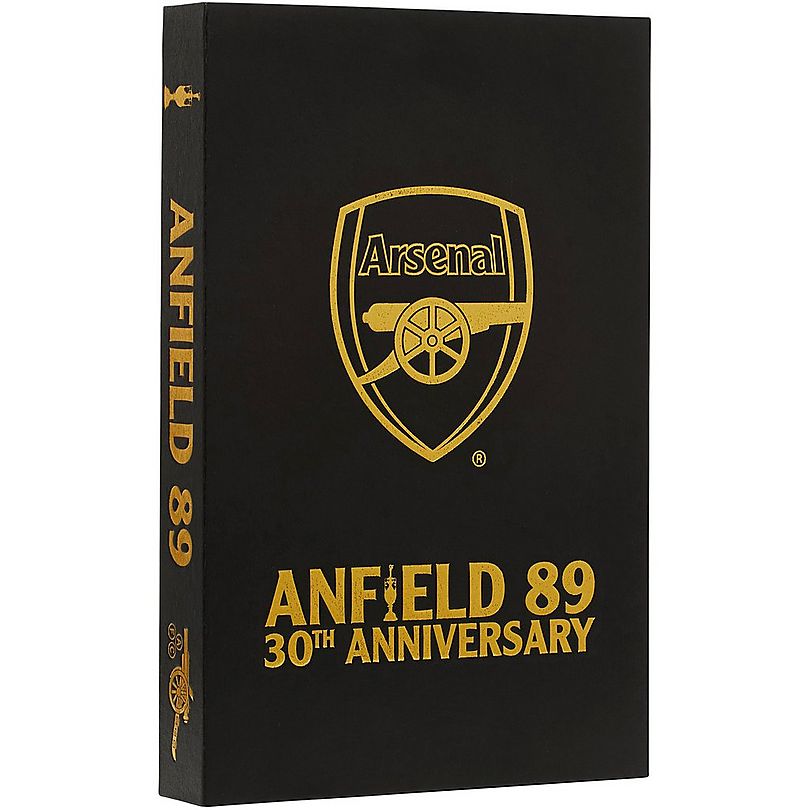 Arsenal
®
ANFIELD 89
30TH ANNIVERSARY
ANFIELD 89
A
F C